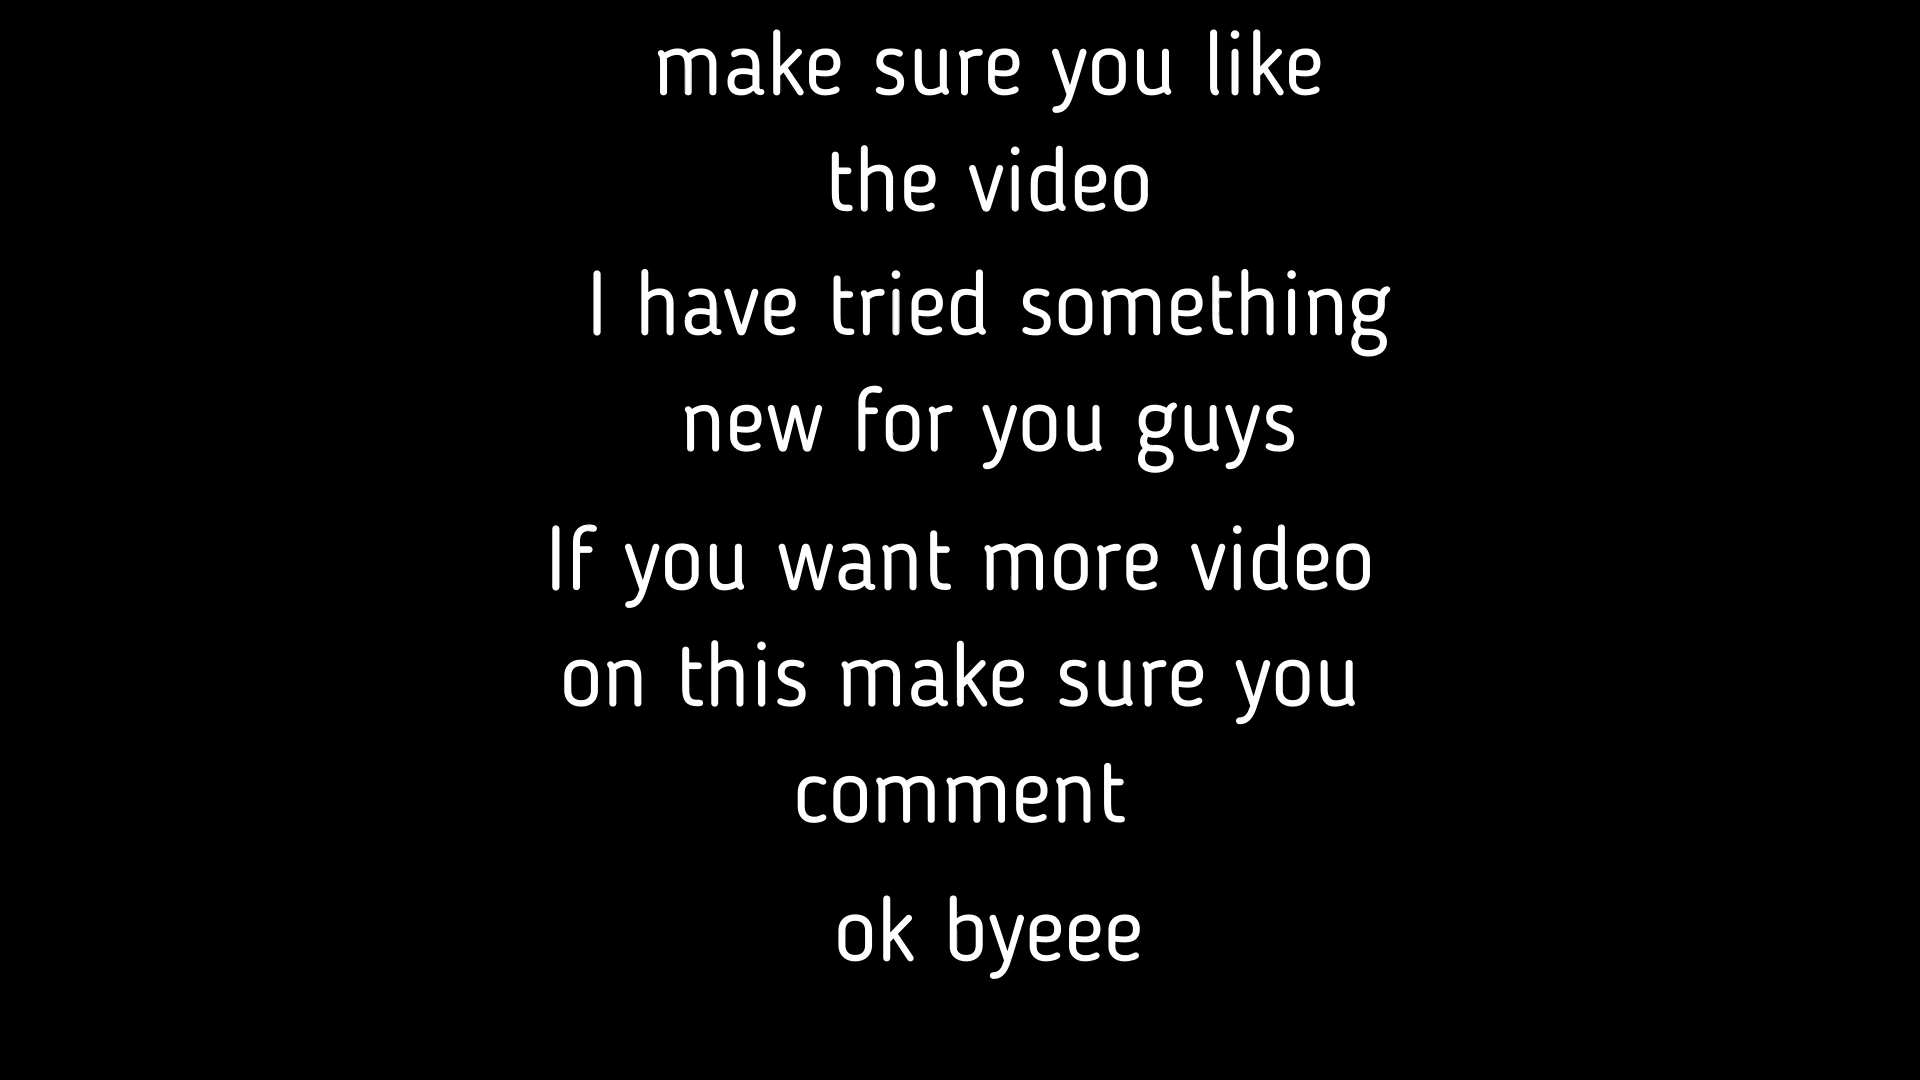 make sure you like
the video
I have tried something
new for you guys
If you want more video
on this make sure you
comment
ok byeee